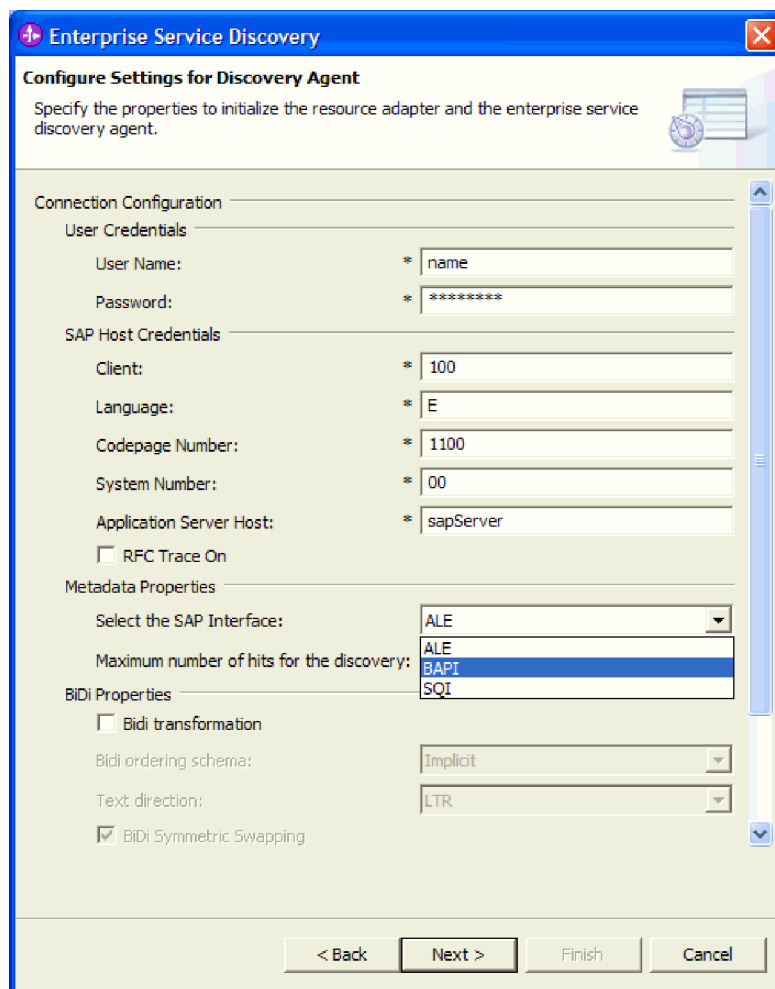 Enterprise Service Discovery
Configure Settings for Discovery Agent
Specify the properties to initialize the resource adapter and the enterprise service
discovery agent.
Connection Configuration
User Credentials
User Name: * name
Password: * ********
SAP Host Credentials
Client: * 100
Language: * E
Codepage Number: * 1100
System Number: * 00
Application Server Host: * sapServer
RFC Trace On
Metadata Properties
Select the SAP Interface: ALE
ALE
Maximum number of hits for the discovery: BAPI
SQI
BiDi Properties
Bidi transformation
Bidi ordering schema: Implicit
Text direction: LTR
BiDi Symmetric Swapping
< Back Next > Finish Cancel